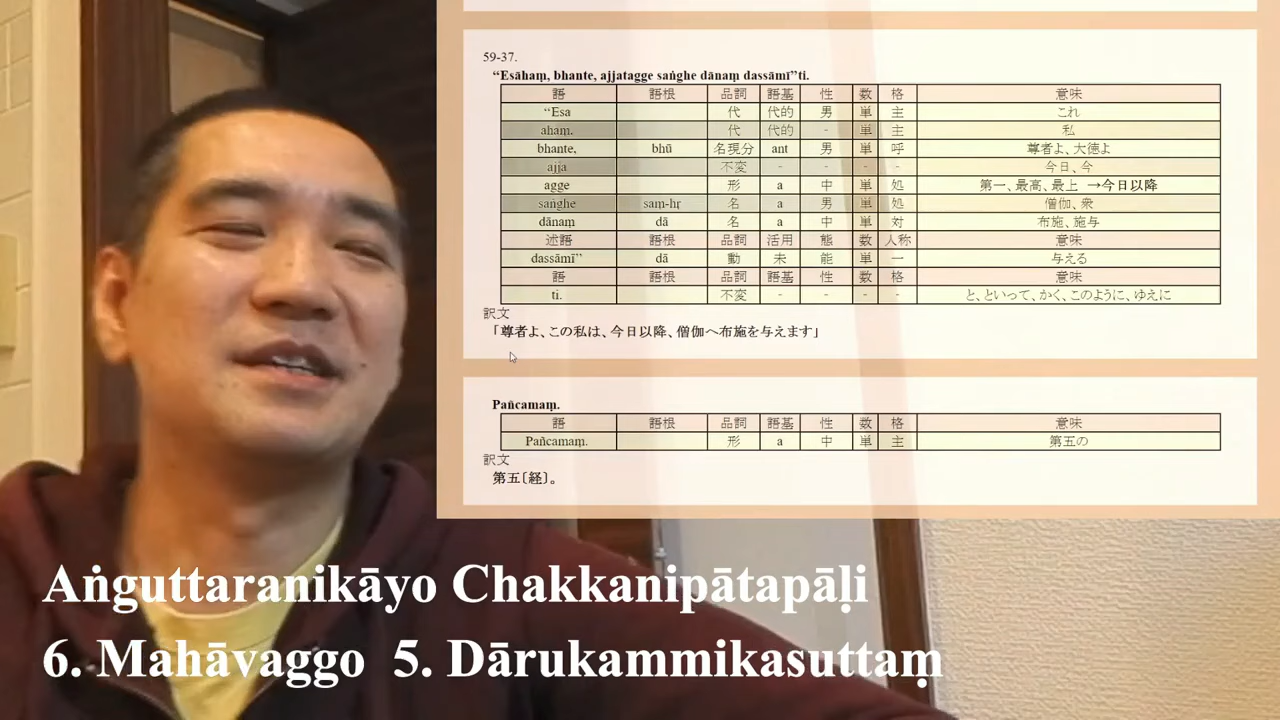 59-37.
“Esāhaṃ, bhante, ajjatagge saṅghe dānaṃ dassāmī”ti.
語 語根 品詞 語基 性 数 格 意味
“Esa 代 代的 男 単 主 これ
ahaṃ. 代 代的 - 単 主 私
bhante, bhū 名現分 ant 男 単 呼 尊者よ、大徳よ
ajja 不変 - - - - 今日、今
agge 形 a 中 単 処 第一、最高、最上 →今日以降
saṅghe saṃ-hṛ 名 a 男 単 処 僧伽、衆
dānaṃ dā 名 a 中 単 対 布施、施与
述語 語根 品詞 活用 態 数 人称 意味
dassāmī” dā 動 未 能 単 一 与える
語 語根 品詞 語基 性 数 格 意味
ti. 不変 - - - - と、といって、かく、このように、ゆえに
訳文
「尊者よ、この私は、今日以降、僧伽へ布施を与えます」
Pañcamaṃ.
語 語根 品詞 語基 性 数 格 意味
Pañcamaṃ. 形 a 中 単 主 第五の
訳文
第五〔経〕。
Aṅguttaranikāyo Chakkanipātapāḷi
6. Mahāvaggo 5. Dārukammikasuttaṃ